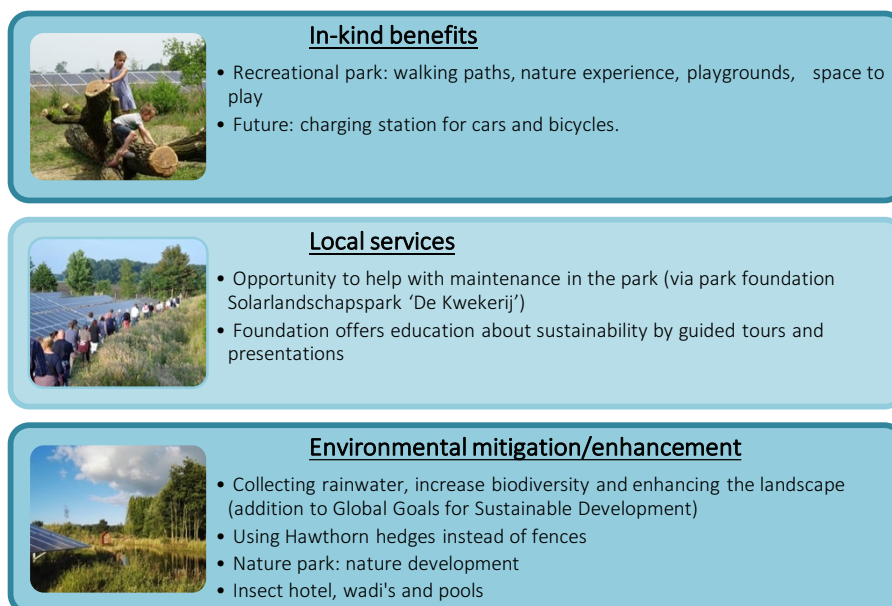 In-kind benefits
• Recreational park: walking paths, nature experience, playgrounds, space to
play
• Future: charging station for cars and bicycles.
Local services
• Opportunity to help with maintenance in the park (via park foundation
Solarlandschapspark ‘De Kwekerij’)
• Foundation offers education about sustainability by guided tours and
presentations
Environmental mitigation/enhancement
• Collecting rainwater, increase biodiversity and enhancing the landscape
(addition to Global Goals for Sustainable Development)
• Using Hawthorn hedges instead of fences
• Nature park: nature development
• Insect hotel, wadi's and pools